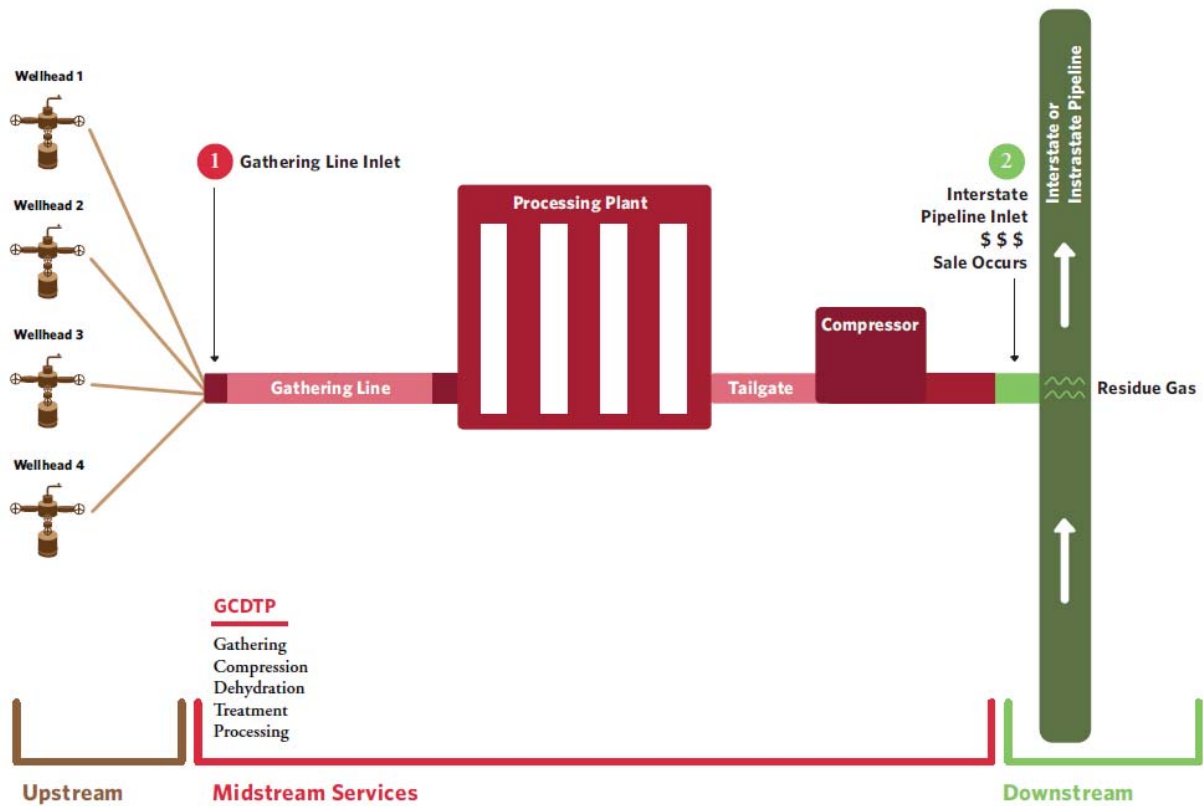 Wellhead 1
Wellhead 2
Wellhead 3
Wellhead 4
1 Gathering Line Inlet
Gathering Line
Processing Plant
Tailgate
Compressor
2
Interstate
Pipeline Inlet
$ $ $
Sale Occurs
Interstate or
Instrastate Pipeline
Residue Gas
GCDTP
Gathering
Compression
Dehydration
Treatment
Processing
Upstream
Midstream Services
Downstream